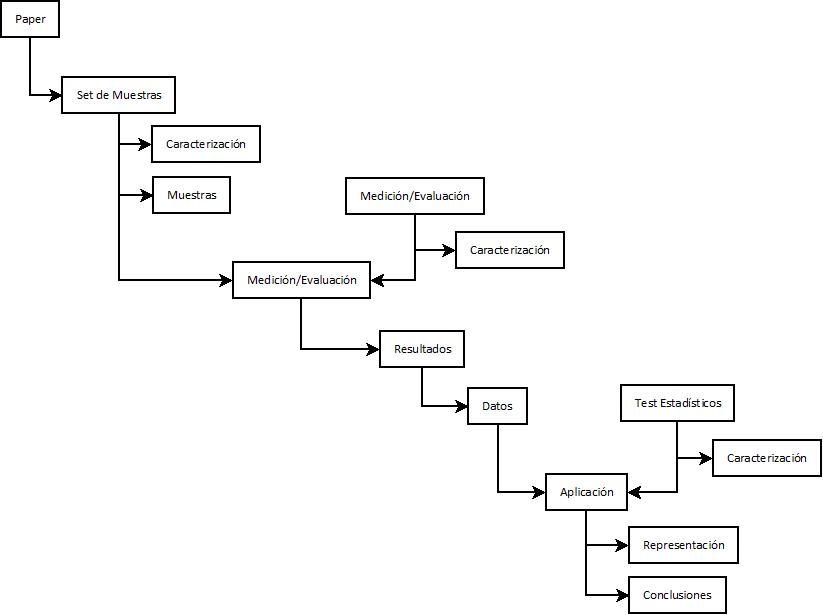 Paper
Set de Muestras
Caracterización
Muestras
Medición/Evaluación
Caracterización
Medición/Evaluación
Resultados
Datos
Test Estadísticos
Caracterización
Aplicación
Representación
Conclusiones